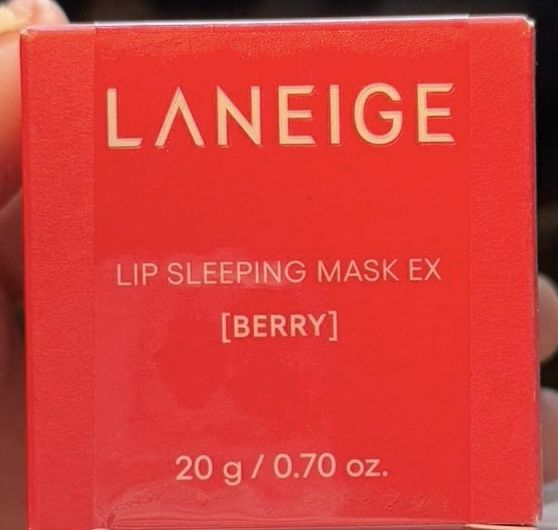 LANEIGE
LIP SLEEPING MASK EX
[BERRY]
20 g / 0.70 oz.